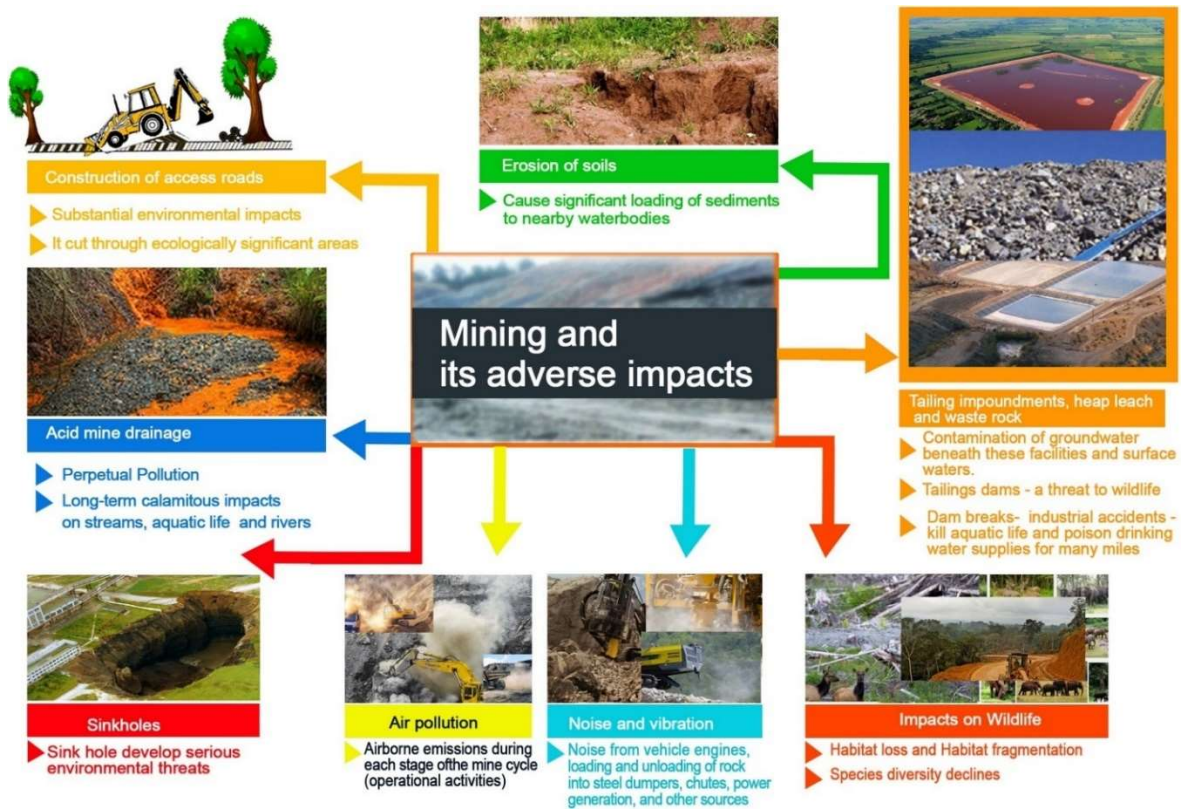 Construction of access roads
Substantial environmental impacts
It cut through ecologically significant areas
Erosion of soils
Cause significant loading of sediments
to nearby waterbodies
Mining and
its adverse impacts
Tailing impoundments, heap leach
and waste rock
Contamination of groundwater
beneath these facilities and surface
waters.
Tailings dams - a threat to wildlife
Dam breaks- industrial accidents -
kill aquatic life and poison drinking
water supplies for many miles
Acid mine drainage
Perpetual Pollution
Long-term calamitous impacts
on streams, aquatic life and rivers
Sinkholes
Sink hole develop serious
environmental threats
Air pollution
Airborne emissions during
each stage ofthe mine cycle
(operational activities)
Noise and vibration
Noise from vehicle engines,
loading and unloading of rock
into steel dumpers, chutes, power
generation, and other sources
Impacts on Wildlife
Habitat loss and Habitat fragmentation
Species diversity declines